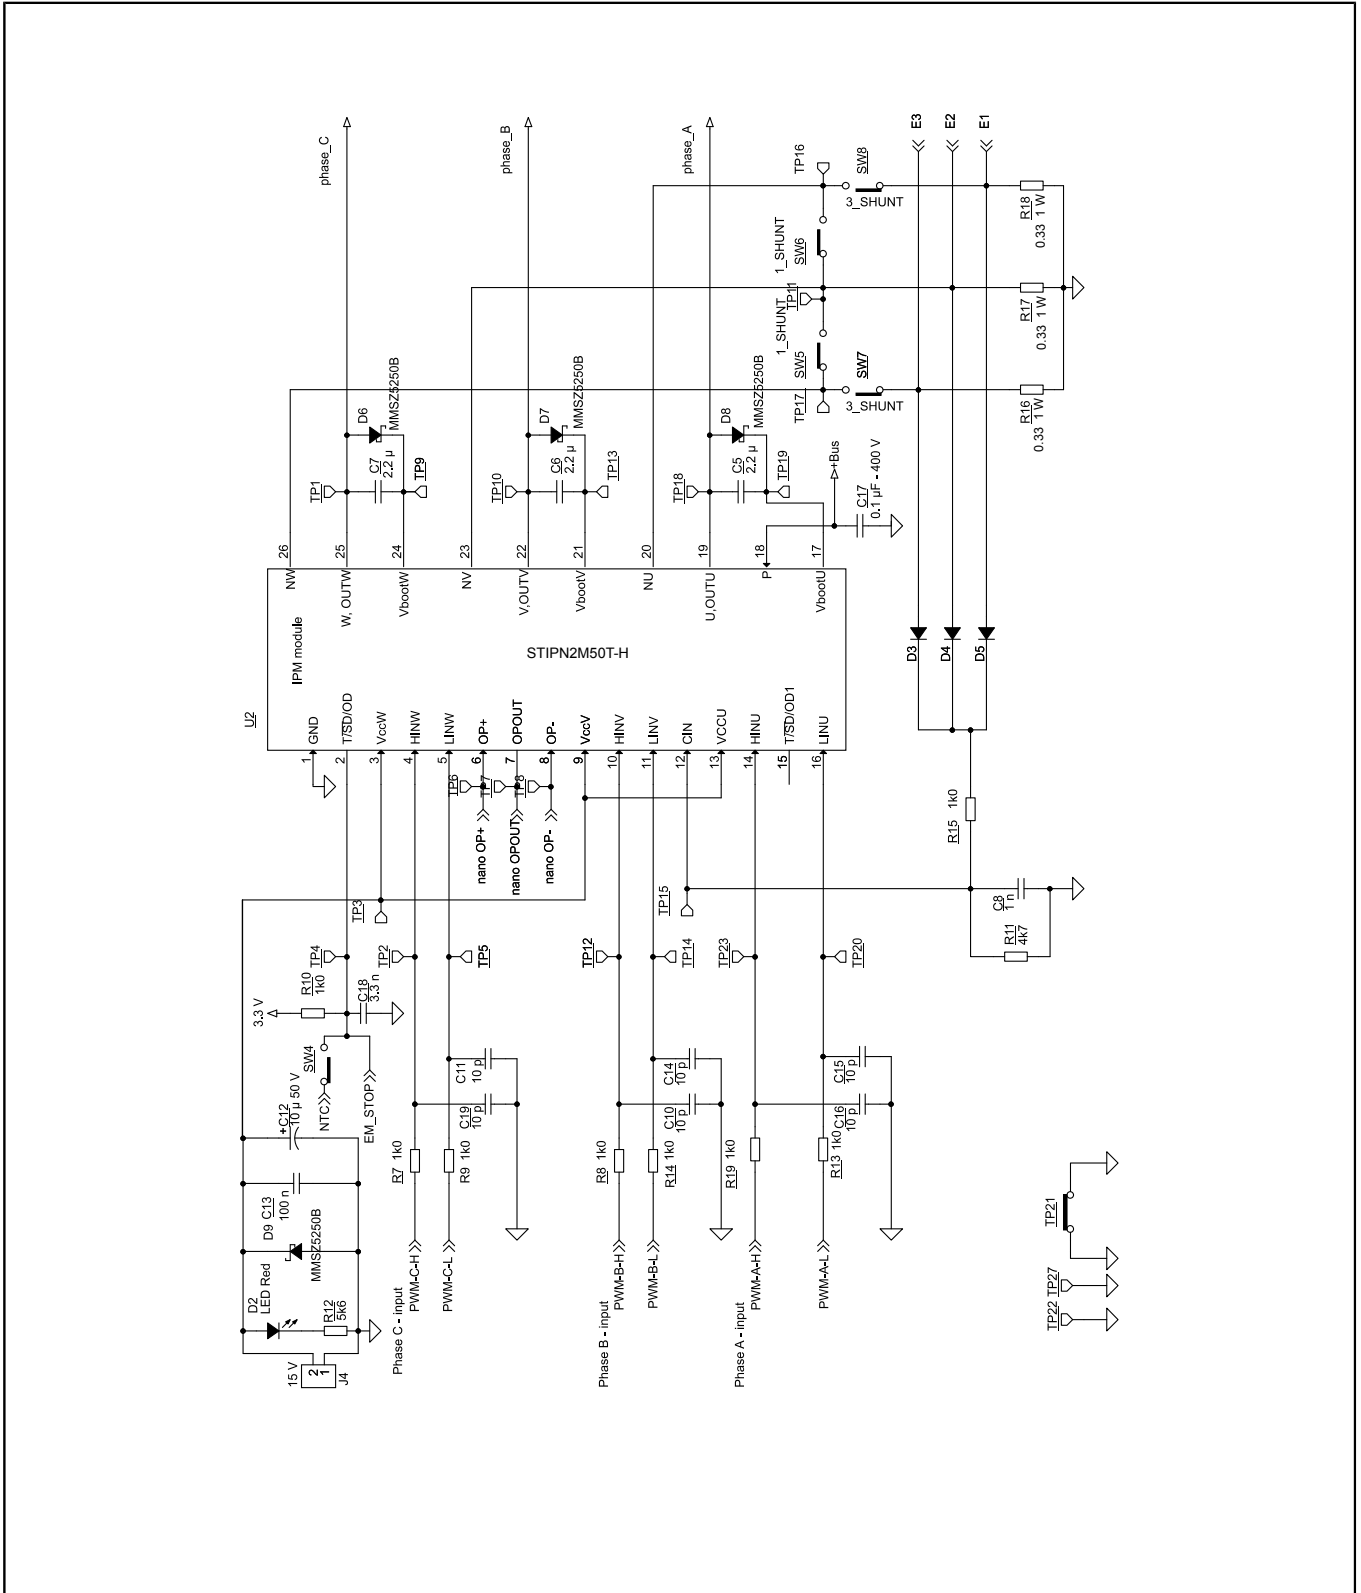 phase_C
phase_B
phase_A
E3
E2
E1
TP16
SW8
3_SHUNT
1_SHUNT
SW6
R18
0.33 1 W
TP11
R17
0.33 1 W
1_SHUNT
SW5
SW7
TP17
3_SHUNT
R16
0.33 1 W
D6
MMSZ5250B
C7
2.2 µ
TP1
TP9
D7
MMSZ5250B
C6
2.2 µ
TP10
TP13
D8
MMSZ5250B
C5
2.2 µ
TP18
TP19
+Bus
C17
0.1 µF - 400 V
26
25
24
23
22
21
20
19
18
17
NW
W, OUTW
VbootW
NV
V,OUTV
VbootV
NU
U,OUTU
P
VbootU
IPM module
STIPN2M50T-H
U2
GND
T/SD/OD
VccW
HINW
LINW
OP+
OPOUT
OP-
VccV
HINV
LINV
CIN
VCCU
HINU
T/SD/OD1
LINU
1
2
3
4
5
6
7
8
9
10
11
12
13
14
15
16
D3
D4
D5
TP6
TP7
TP8
nano OP+
nano OPOUT
nano OP-
R15 1k0
C8
1 n
R11
4k7
TP3
TP15
TP4
TP2
TP5
TP12
TP14
TP23
TP20
3.3 V
R10
1k0
C18
3.3 n
SW4
NTC
EM_STOP
+C12
10 µ 50 V
C11
10 p
C19
10 p
C14
10 p
C10
10 p
C15
10 p
C16
10 p
R7 1k0
R9 1k0
R8 1k0
R14 1k0
R19 1k0
R13 1k0
C13
100 n
D9
MMSZ5250B
D2
LED Red
R12
5k6
15 V
2
1
J4
PWM-C-H
PWM-C-L
Phase C - input
PWM-B-H
PWM-B-L
Phase B - input
PWM-A-H
PWM-A-L
Phase A - input
TP21
TP27
TP22